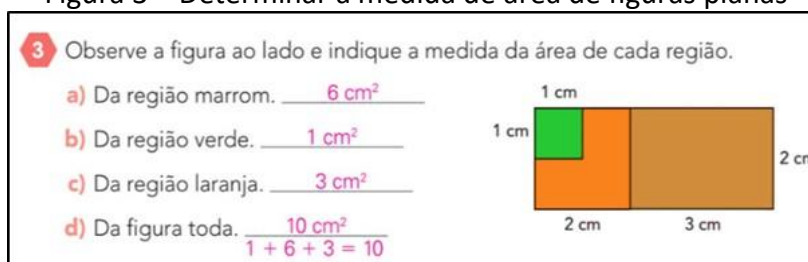 3 Observe a figura ao lado e indique a medida da área de cada região.
a) Da região marrom. 6 cm²
b) Da região verde. 1 cm²
c) Da região laranja. 3 cm²
d) Da figura toda. 10 cm²
1 + 6 + 3 = 10
1 cm
1 cm
2 cm
3 cm